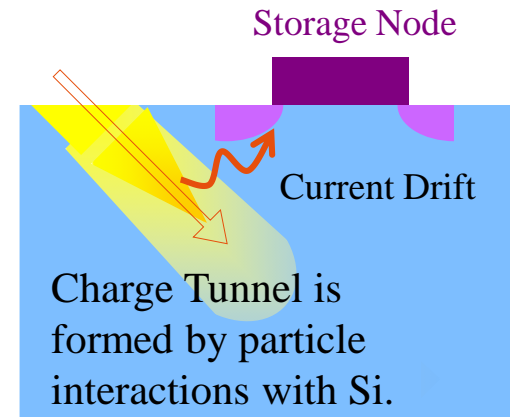 Storage Node
Current Drift
Charge Tunnel is
formed by particle
interactions with Si.